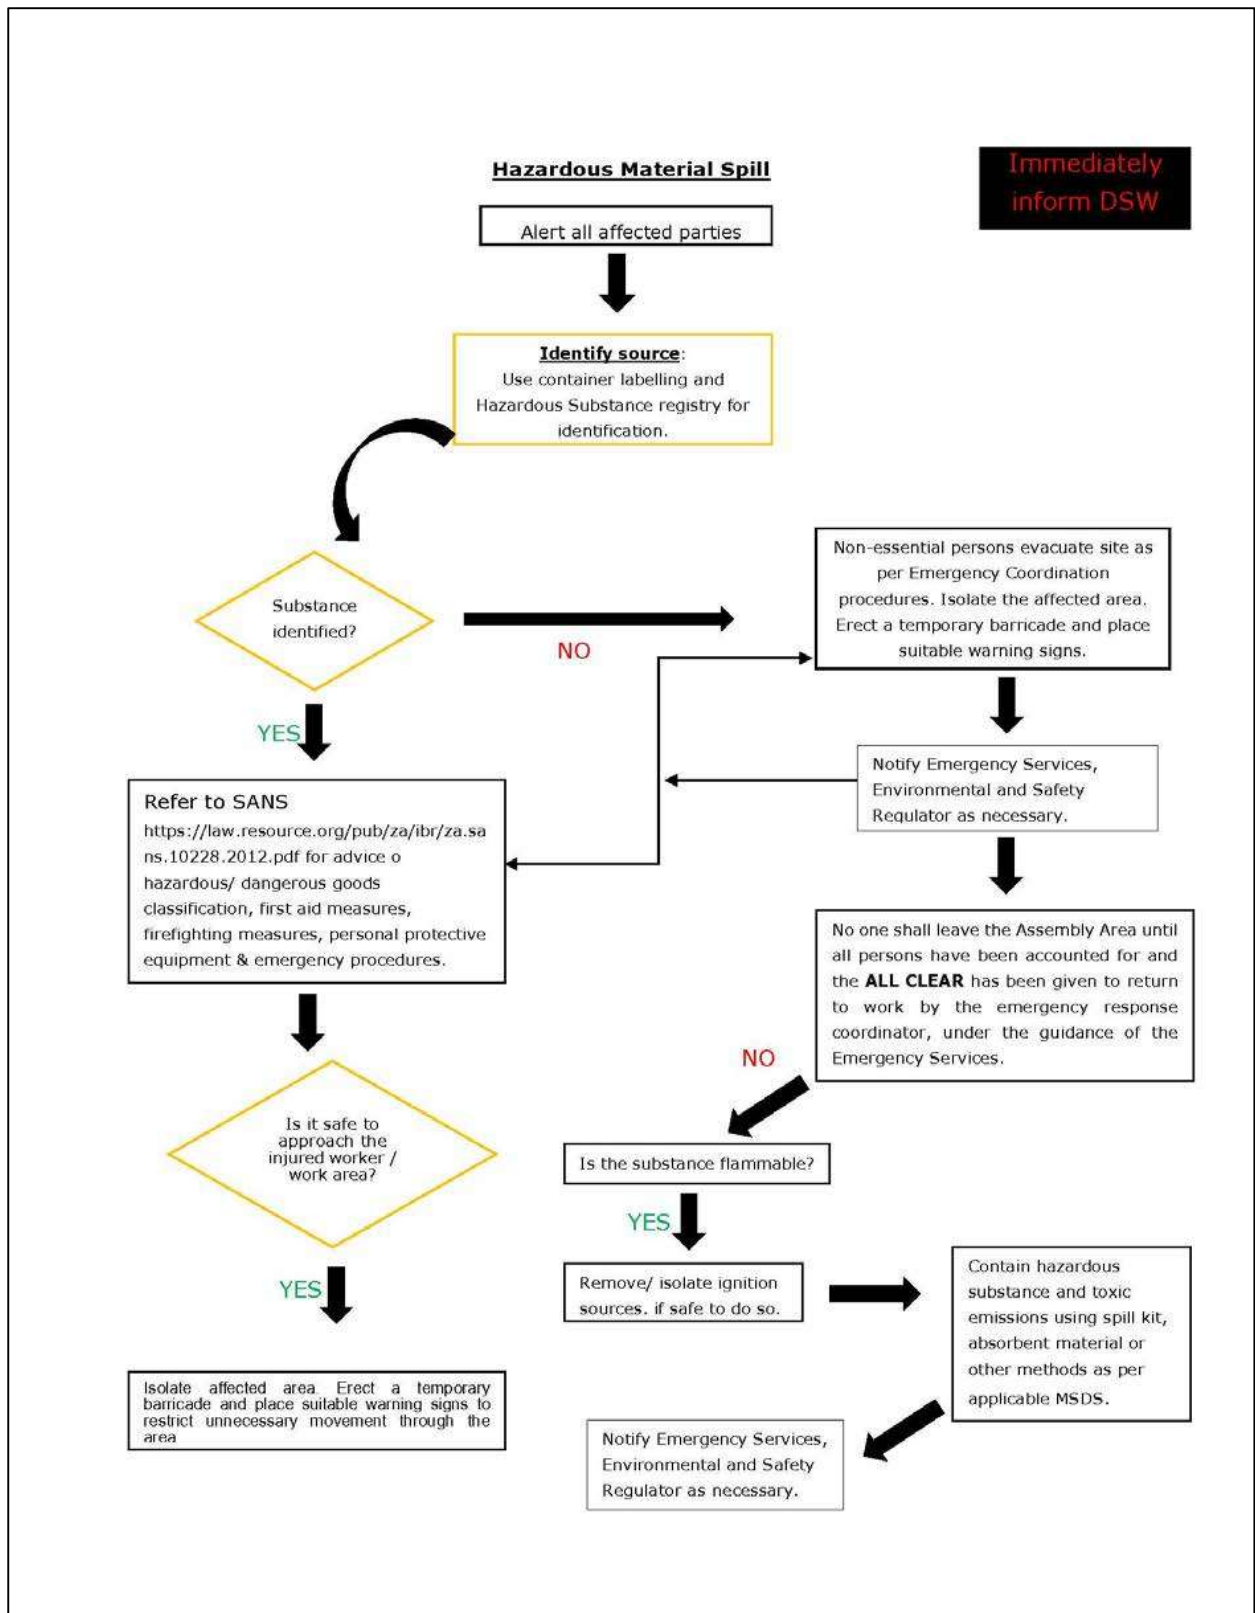 Hazardous Material Spill
Immediately
inform DSW
Alert all affected parties
Identify source:
Use container labelling and
Hazardous Substance registry for
identification.
Substance
identified?
NO
Non-essential persons evacuate site as
per Emergency Coordination
procedures. Isolate the affected area.
Erect a temporary barricade and place
suitable warning signs.
YES
Notify Emergency Services,
Environmental and Safety
Regulator as necessary.
Refer to SANS
https://law.resource.org/pub/za/ibr/za.sa
ns.10228.2012.pdf for advice o
hazardous/ dangerous goods
classification, first aid measures,
firefighting measures, personal protective
equipment & emergency procedures.
No one shall leave the Assembly Area until
all persons have been accounted for and
the ALL CLEAR has been given to return
to work by the emergency response
coordinator, under the guidance of the
Emergency Services.
NO
Is it safe to
approach the
injured worker /
work area?
Is the substance flammable?
YES
YES
Remove/ isolate ignition
sources. if safe to do so.
Contain hazardous
substance and toxic
emissions using spill kit,
absorbent material or
other methods as per
applicable MSDS.
Isolate affected area. Erect a temporary
barricade and place suitable warning signs to
restrict unnecessary movement through the
area
Notify Emergency Services,
Environmental and Safety
Regulator as necessary.